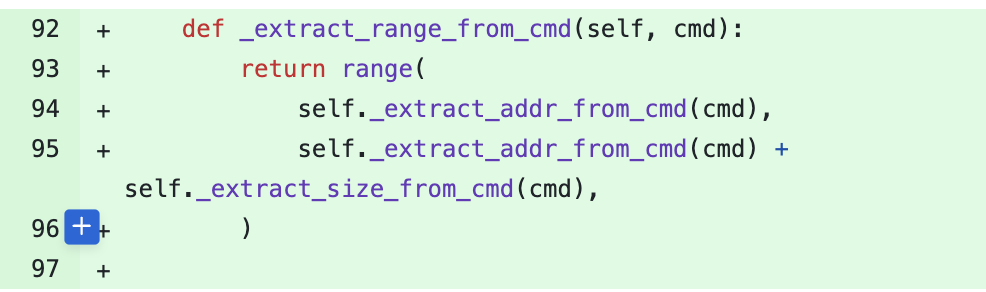 92 + def _extract_range_from_cmd(self, cmd):
93 + return range(
94 + self._extract_addr_from_cmd(cmd),
95 + self._extract_addr_from_cmd(cmd) +
self._extract_size_from_cmd(cmd),
96 + + )
97 +